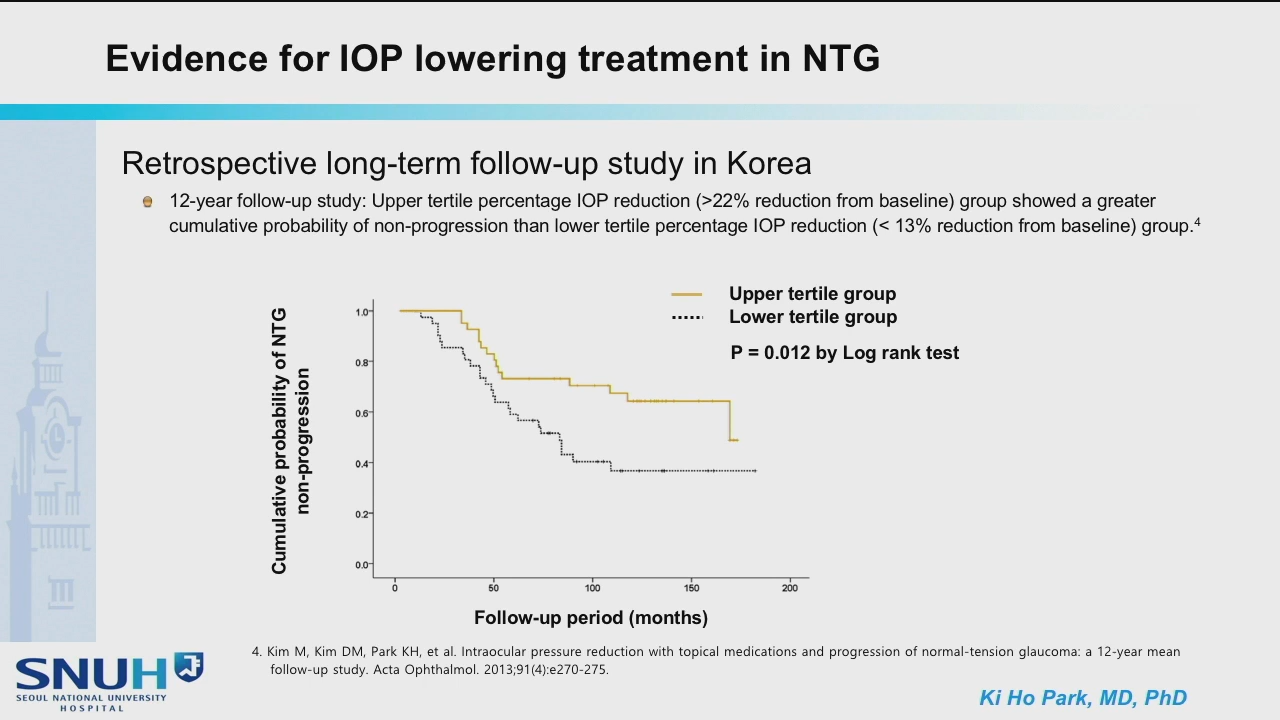 Evidence for IOP lowering treatment in NTG
Retrospective long-term follow-up study in Korea
12-year follow-up study: Upper tertile percentage IOP reduction (>22% reduction from baseline) group showed a greater
cumulative probability of non-progression than lower tertile percentage IOP reduction (< 13% reduction from baseline) group.4
Upper tertile group
Lower tertile group
P = 0.012 by Log rank test
Cumulative probability of NTG
non-progression
1.0
0.8
0.6
0.4
0.2
0.0
0 50 100 150 200
Follow-up period (months)
4. Kim M, Kim DM, Park KH, et al. Intraocular pressure reduction with topical medications and progression of normal-tension glaucoma: a 12-year mean
follow-up study. Acta Ophthalmol. 2013;91(4):e270-275.
SNUH
SEOUL NATIONAL UNIVERSITY
HOSPITAL
Ki Ho Park, MD, PhD